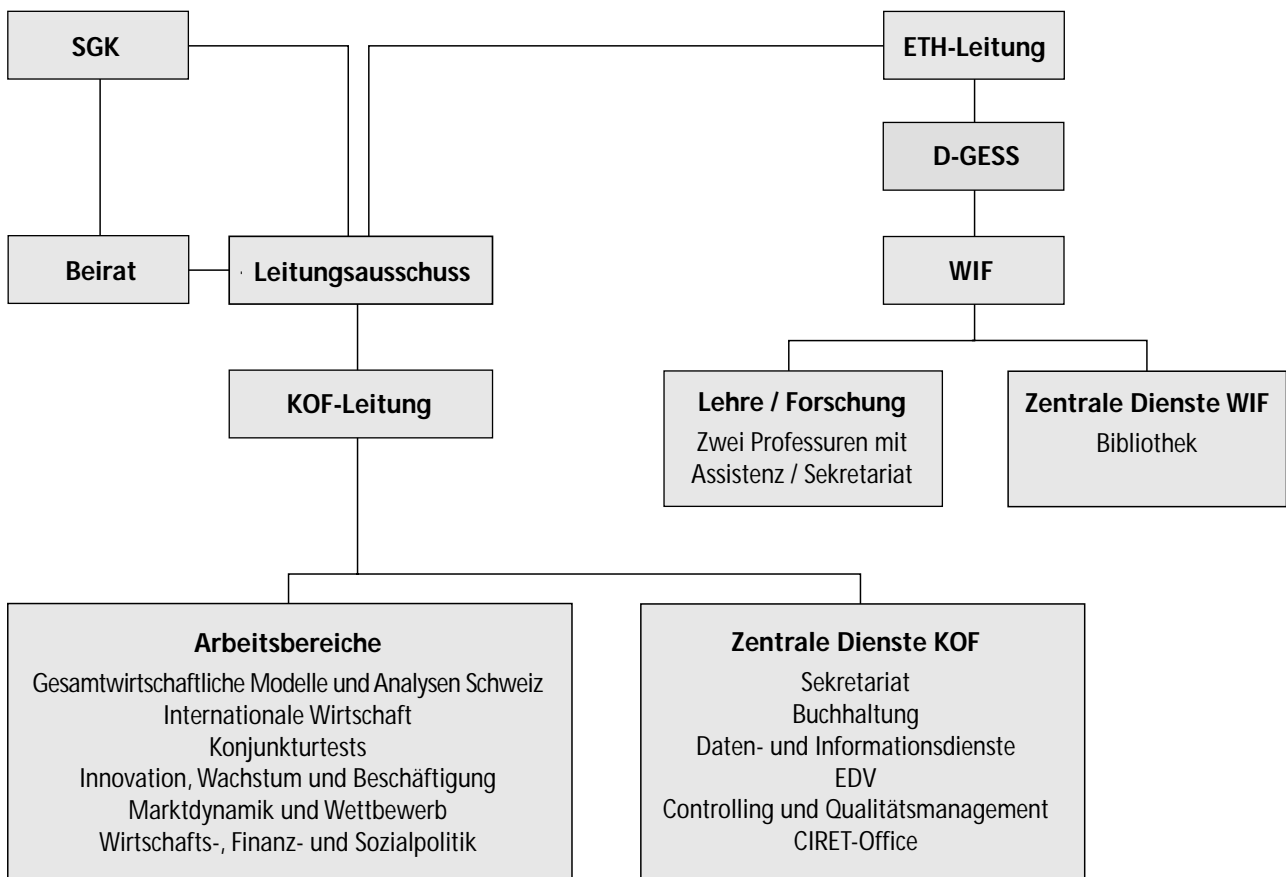 SGK
ETH-Leitung
D-GESS
Beirat
Leitungsausschuss
WIF
KOF-Leitung
Lehre / Forschung
Zwei Professuren mit
Assistenz / Sekretariat
Zentrale Dienste WIF
Bibliothek
Arbeitsbereiche
Gesamtwirtschaftliche Modelle und Analysen Schweiz
Internationale Wirtschaft
Konjunkturtests
Innovation, Wachstum und Beschäftigung
Marktdynamik und Wettbewerb
Wirtschafts-, Finanz- und Sozialpolitik
Zentrale Dienste KOF
Sekretariat
Buchhaltung
Daten- und Informationsdienste
EDV
Controlling und Qualitätsmanagement
CIRET-Office